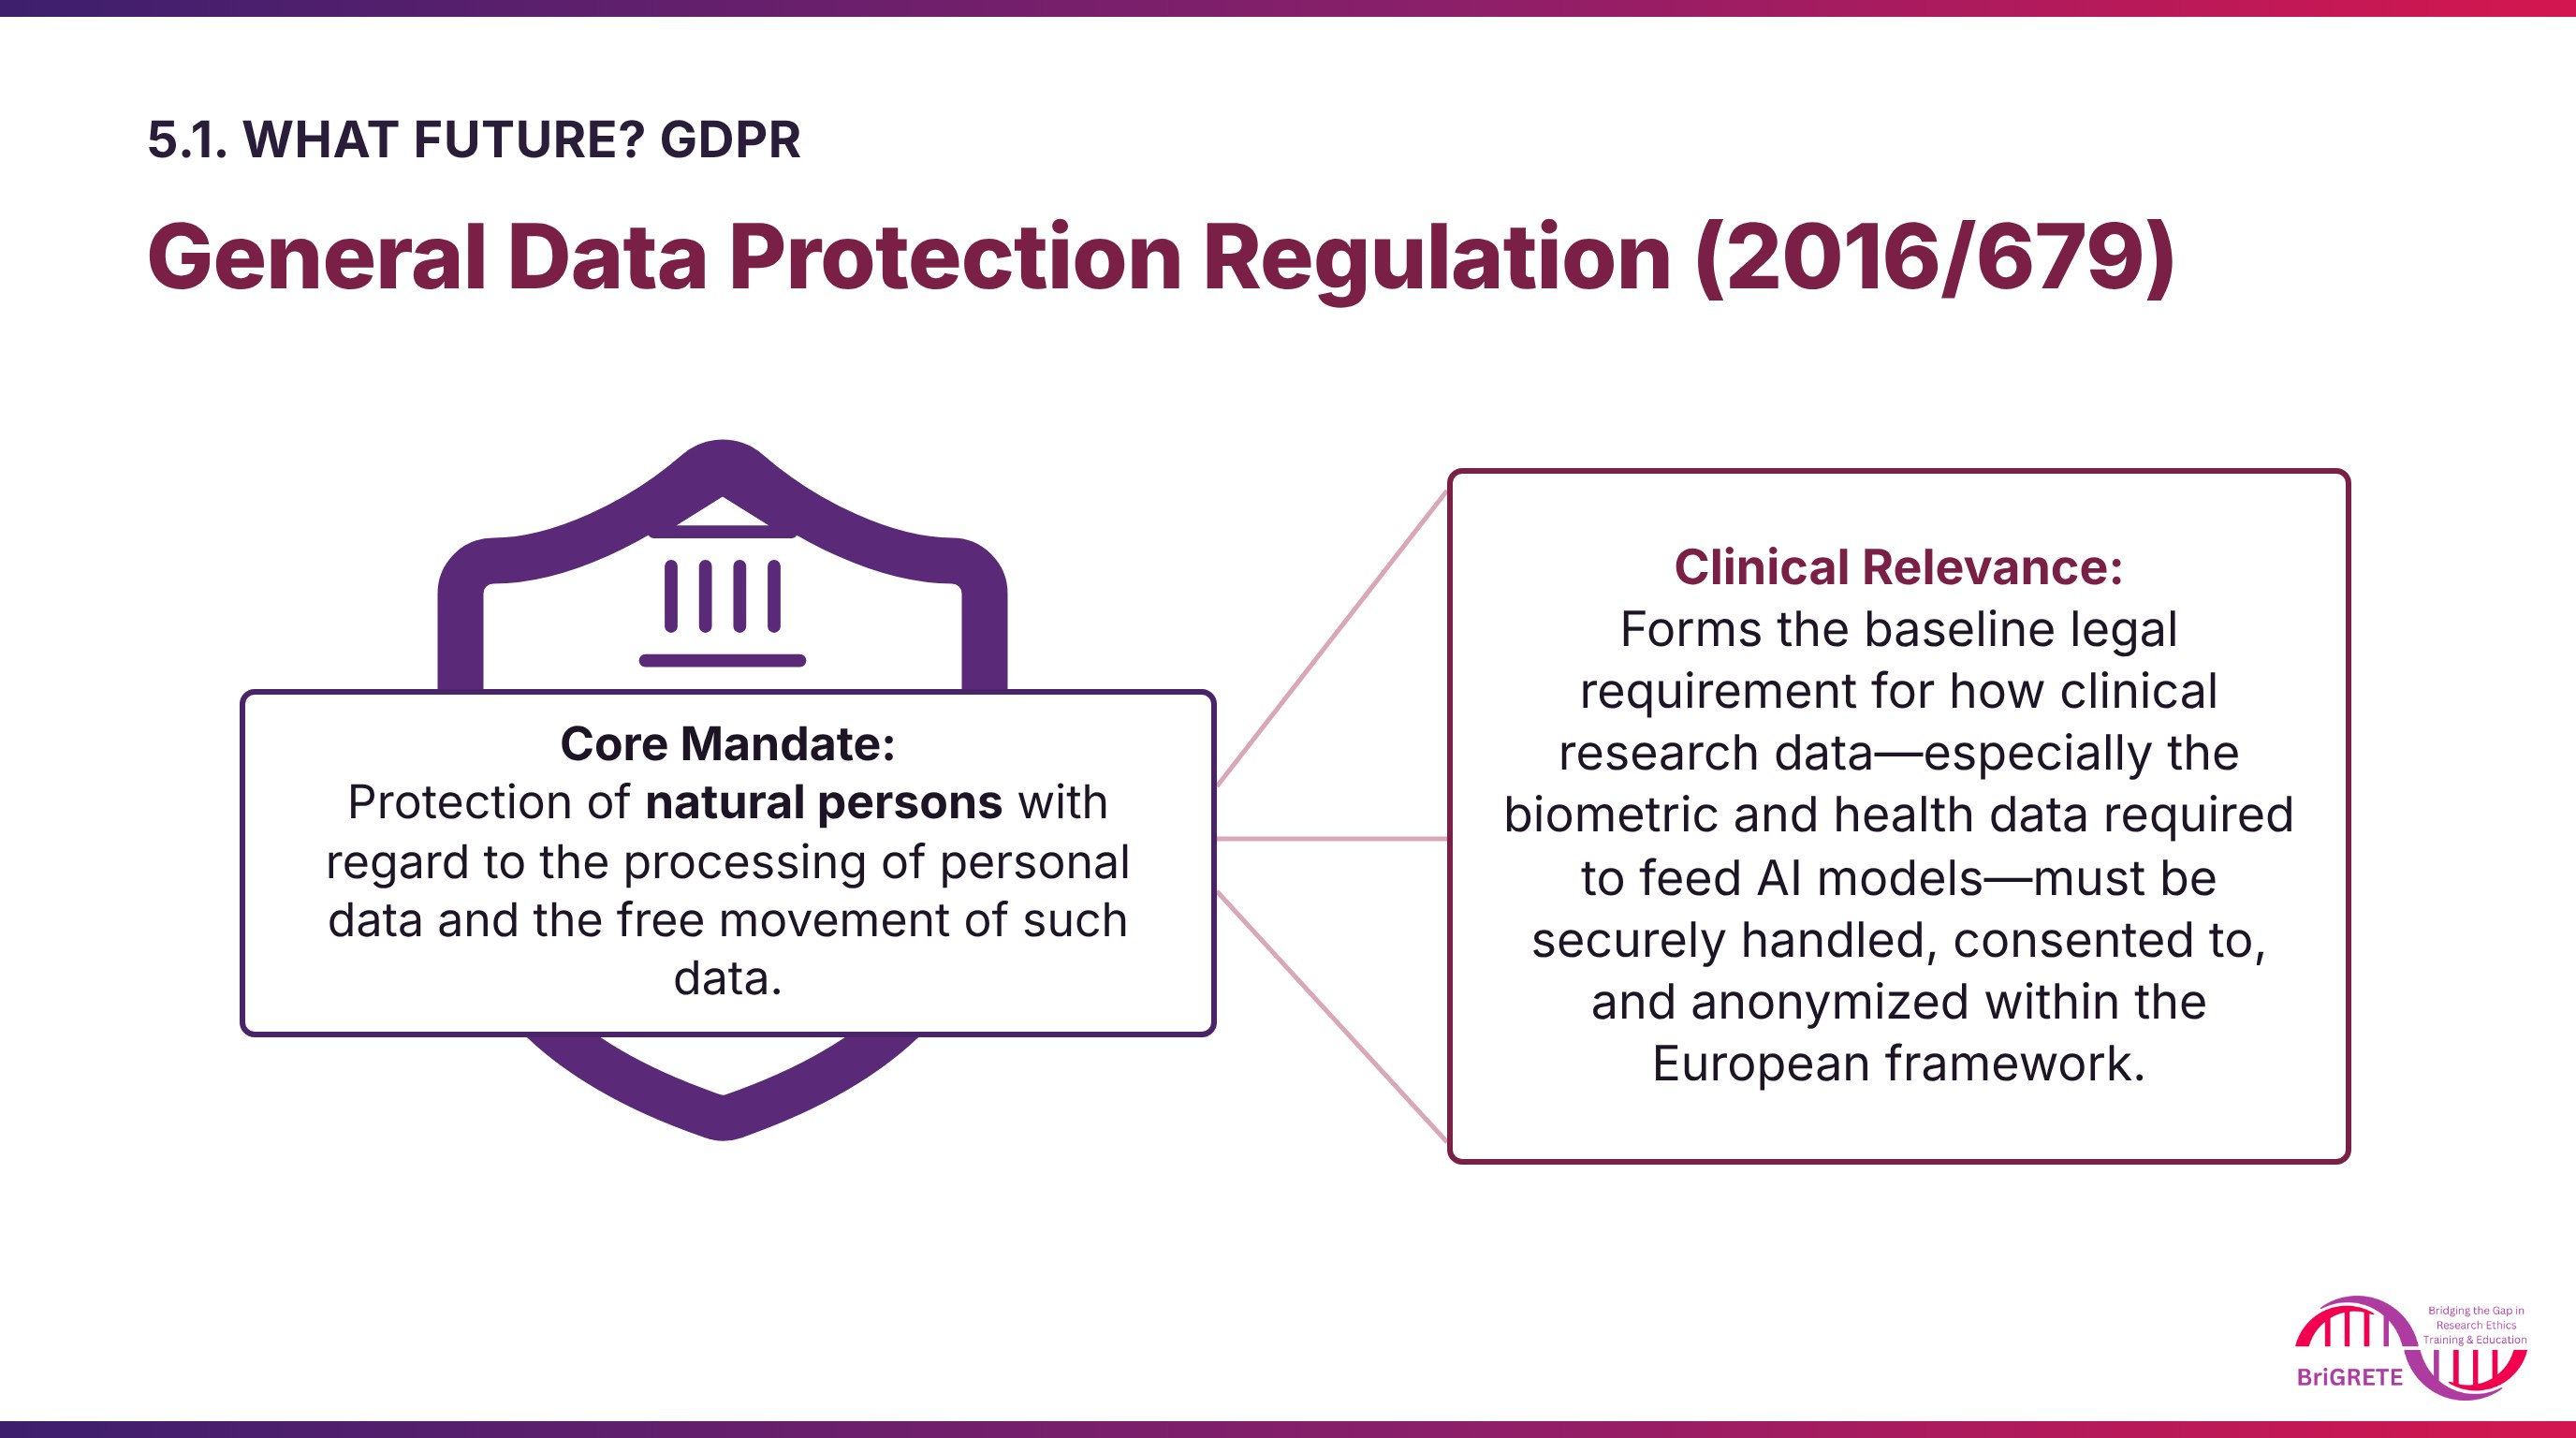 5.1. WHAT FUTURE? GDPR
General Data Protection Regulation (2016/679)
Core Mandate:
Protection of natural persons with
regard to the processing of personal
data and the free movement of such
data.
Clinical Relevance:
Forms the baseline legal
requirement for how clinical
research data—especially the
biometric and health data required
to feed AI models—must be
securely handled, consented to,
and anonymized within the
European framework.
Bridging the Gap in
Research Ethics
Training & Education
BriGRETE